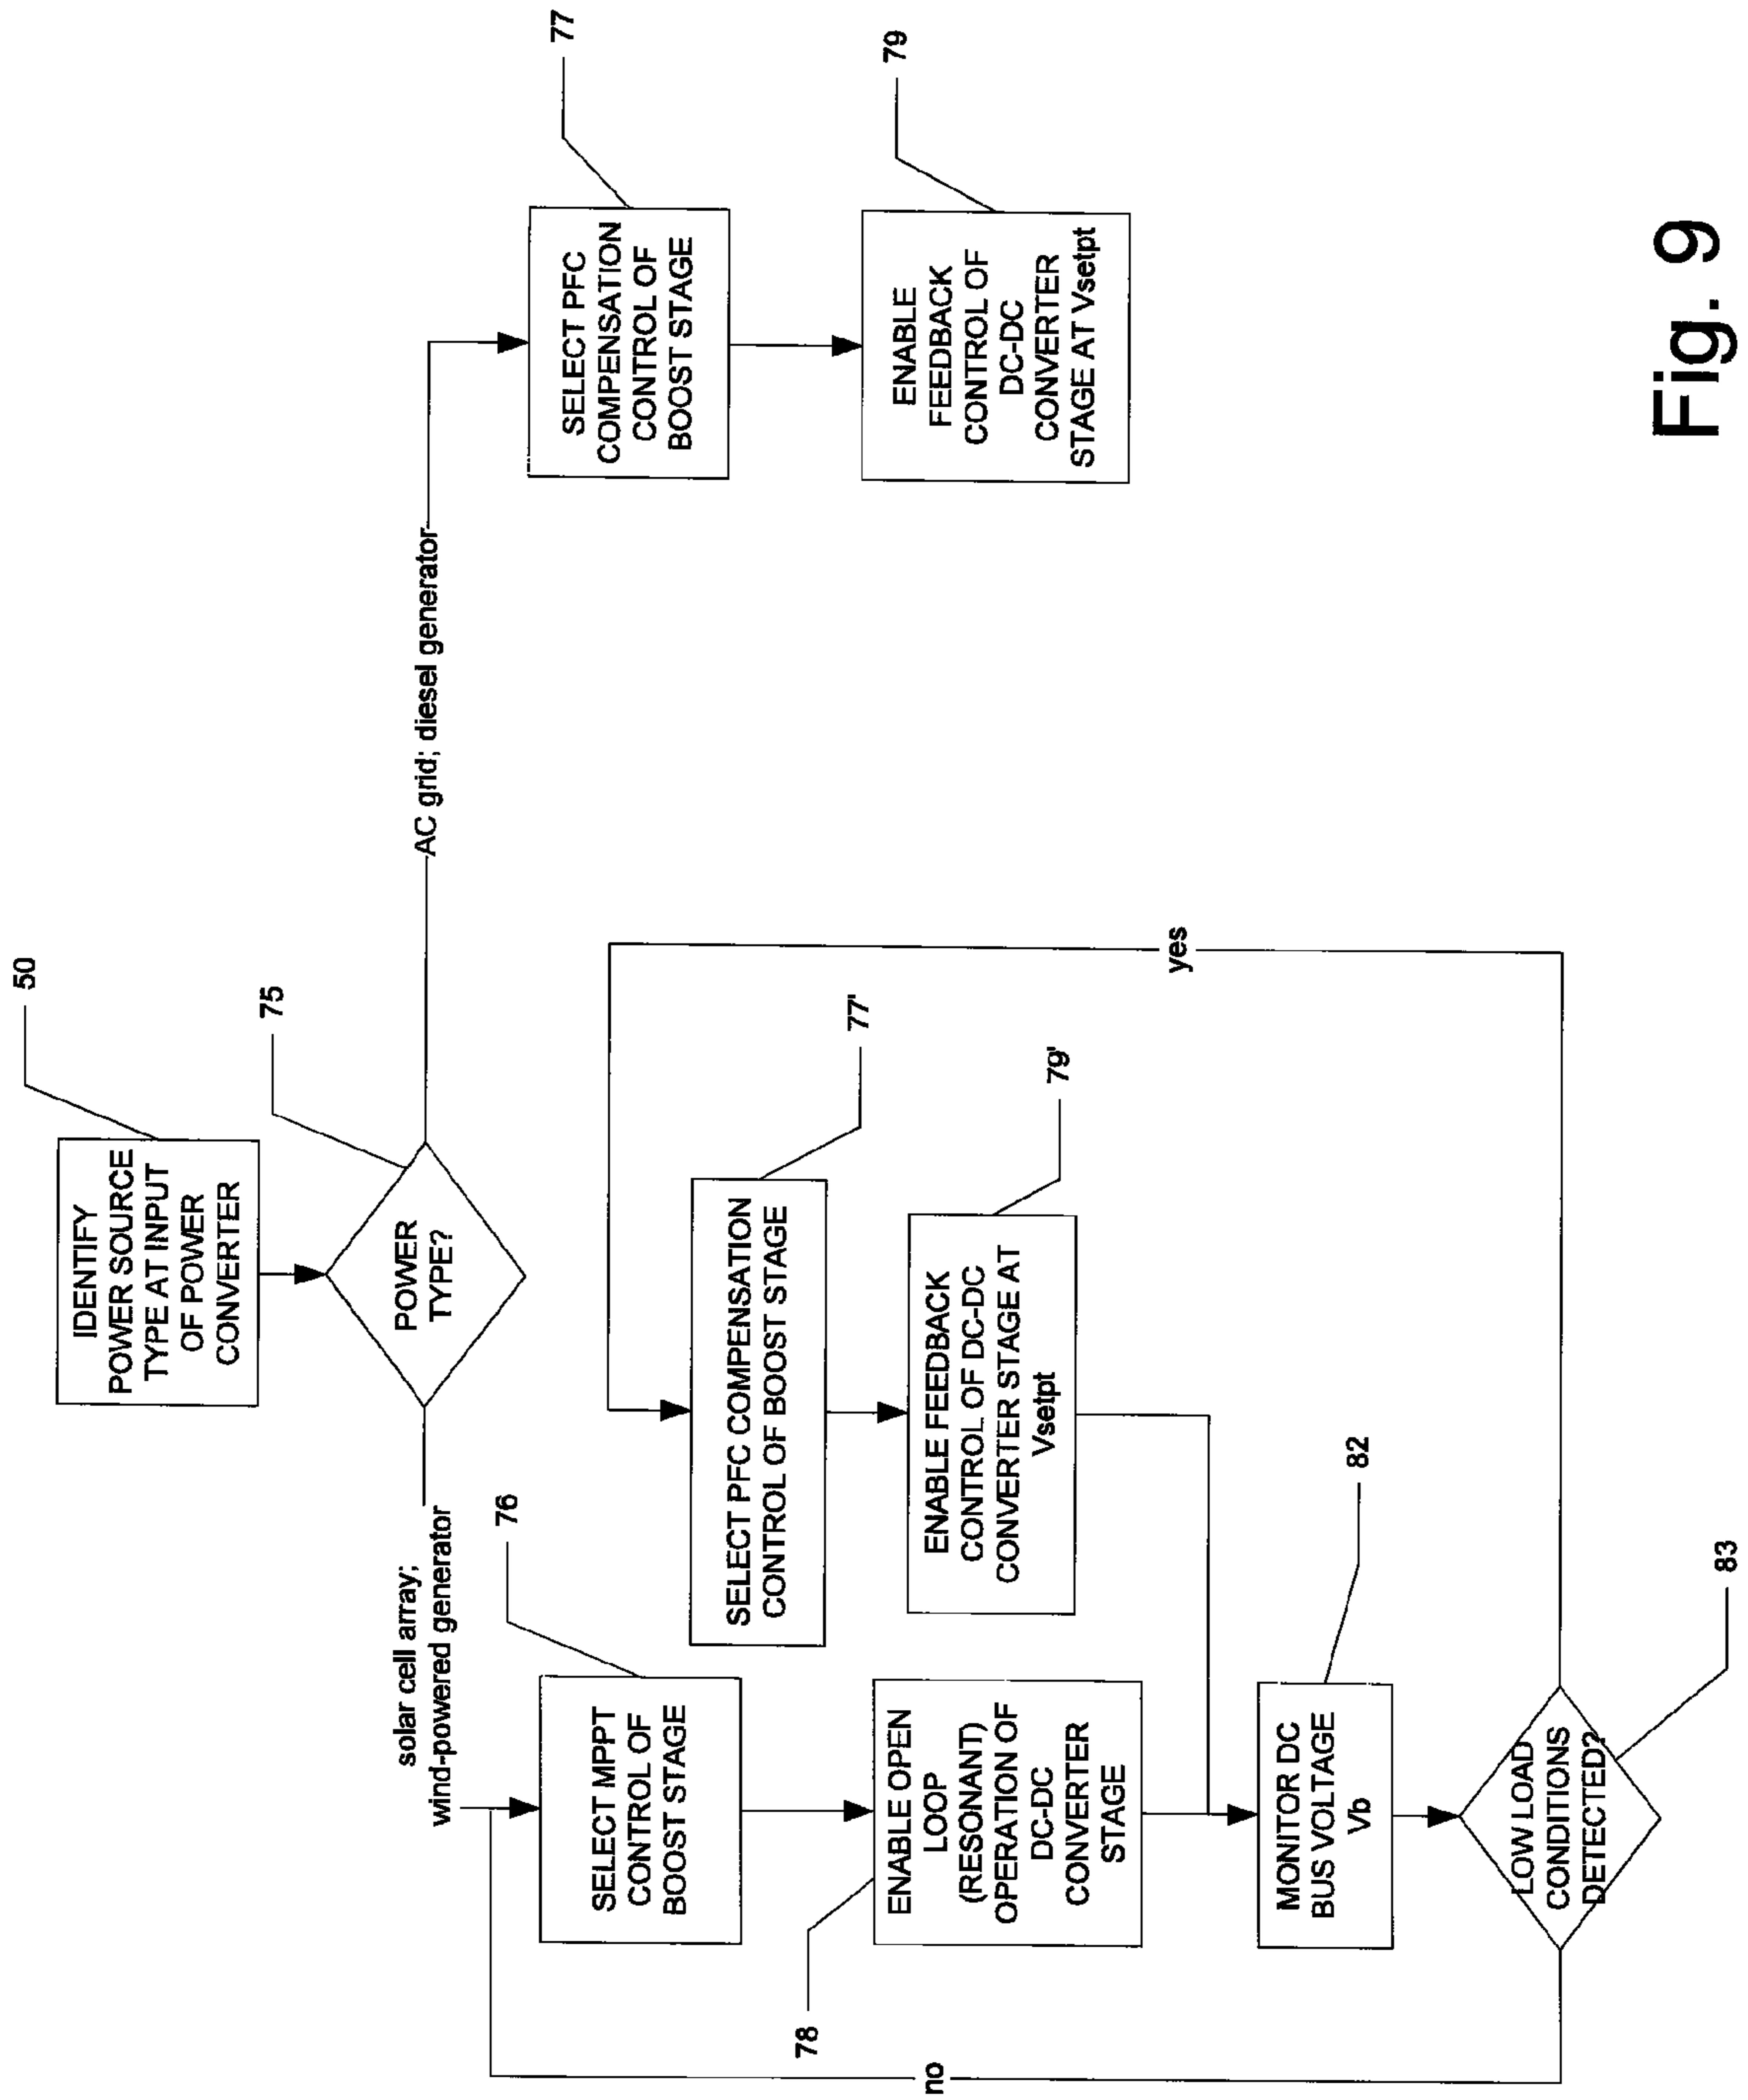 IDENTIFY
POWER SOURCE
TYPE AT INPUT
OF POWER
CONVERTER
50
POWER
TYPE?
75
solar cell array;
wind-powered generator
AC grid; diesel generator
SELECT MPPT
CONTROL OF
BOOST STAGE
76
ENABLE OPEN
LOOP
(RESONANT)
OPERATION OF
DC-DC
CONVERTER
STAGE
78
SELECT PFC COMPENSATION
CONTROL OF BOOST STAGE
77'
ENABLE FEEDBACK
CONTROL OF DC-DC
CONVERTER STAGE AT
Vsetpt
79'
SELECT PFC
COMPENSATION
CONTROL OF
BOOST STAGE
77
ENABLE
FEEDBACK
CONTROL OF
DC-DC
CONVERTER
STAGE AT Vsetpt
79
MONITOR DC
BUS VOLTAGE
Vb
82
LOW LOAD
CONDITIONS
DETECTED?
83
no
yes
Fig. 9